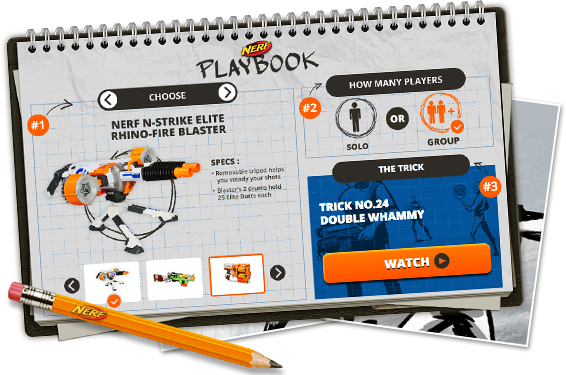 NERF
PLAYBOOK
#1
CHOOSE
NERF N-STRIKE ELITE
RHINO-FIRE BLASTER
SPECS :
• Removable tripod helps
you steady your shots
• Blaster's 2 drums hold
25 Elite Darts each
#2
HOW MANY PLAYERS
OR
SOLO
GROUP
THE TRICK
#3
TRICK NO.24
DOUBLE WHAMMY
WATCH
NERF